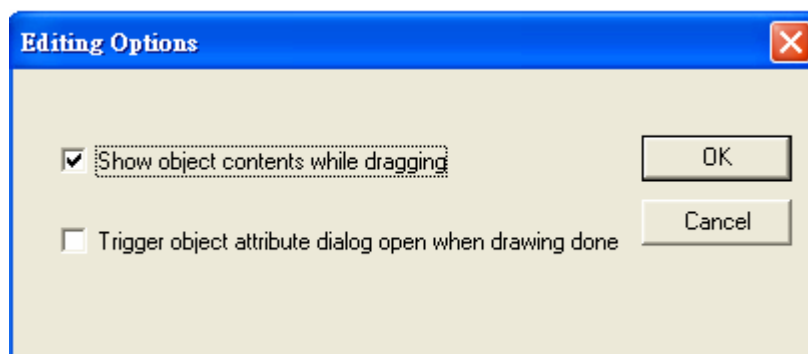 Editing Options
Show object contents while dragging
OK
Cancel
Trigger object attribute dialog open when drawing done